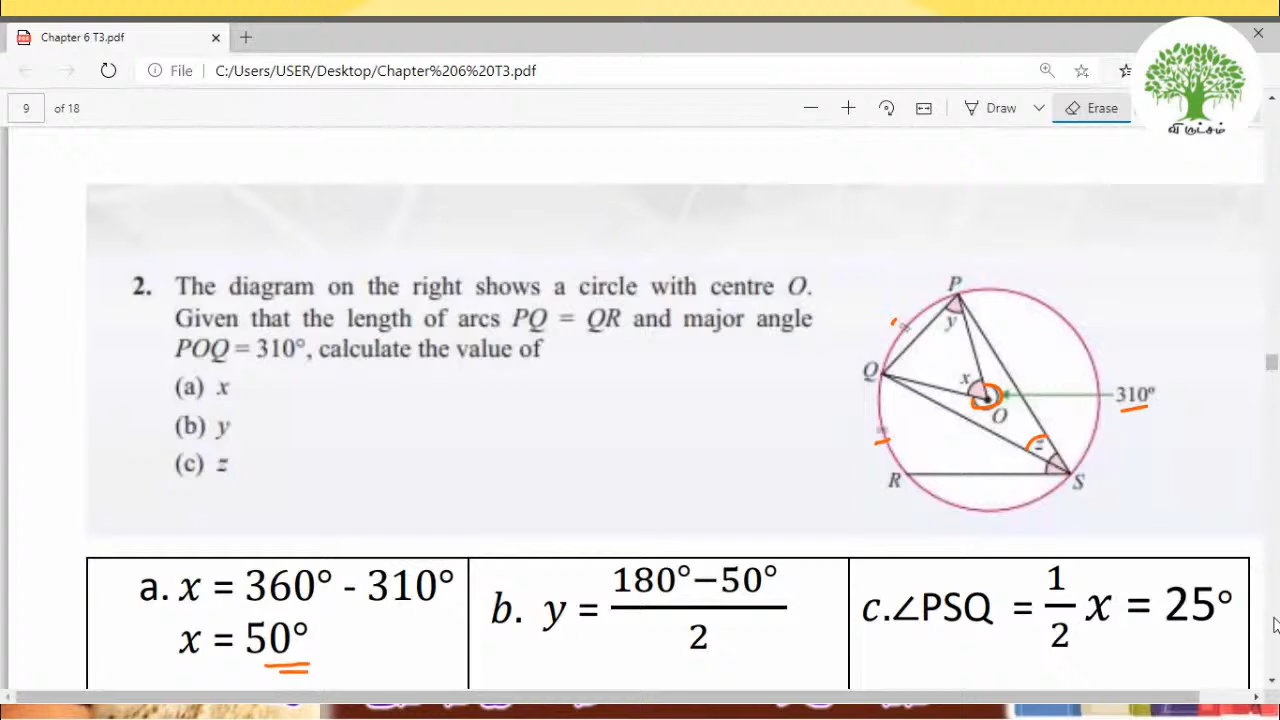 Chapter 6 T3.pdf
File C:/Users/USER/Desktop/Chapter%206%20T3.pdf
9 of 18 Draw Erase
விருட்சம்
2. The diagram on the right shows a circle with centre O.
Given that the length of arcs PQ = QR and major angle
POQ = 310°, calculate the value of
(a) x
(b) y
(c) z
P
y
Q
x
310°
O
z
R
S
a. x = 360° - 310°
x = 50°
b. y = 180°−50° / 2
c.∠PSQ = 1/2 x = 25°